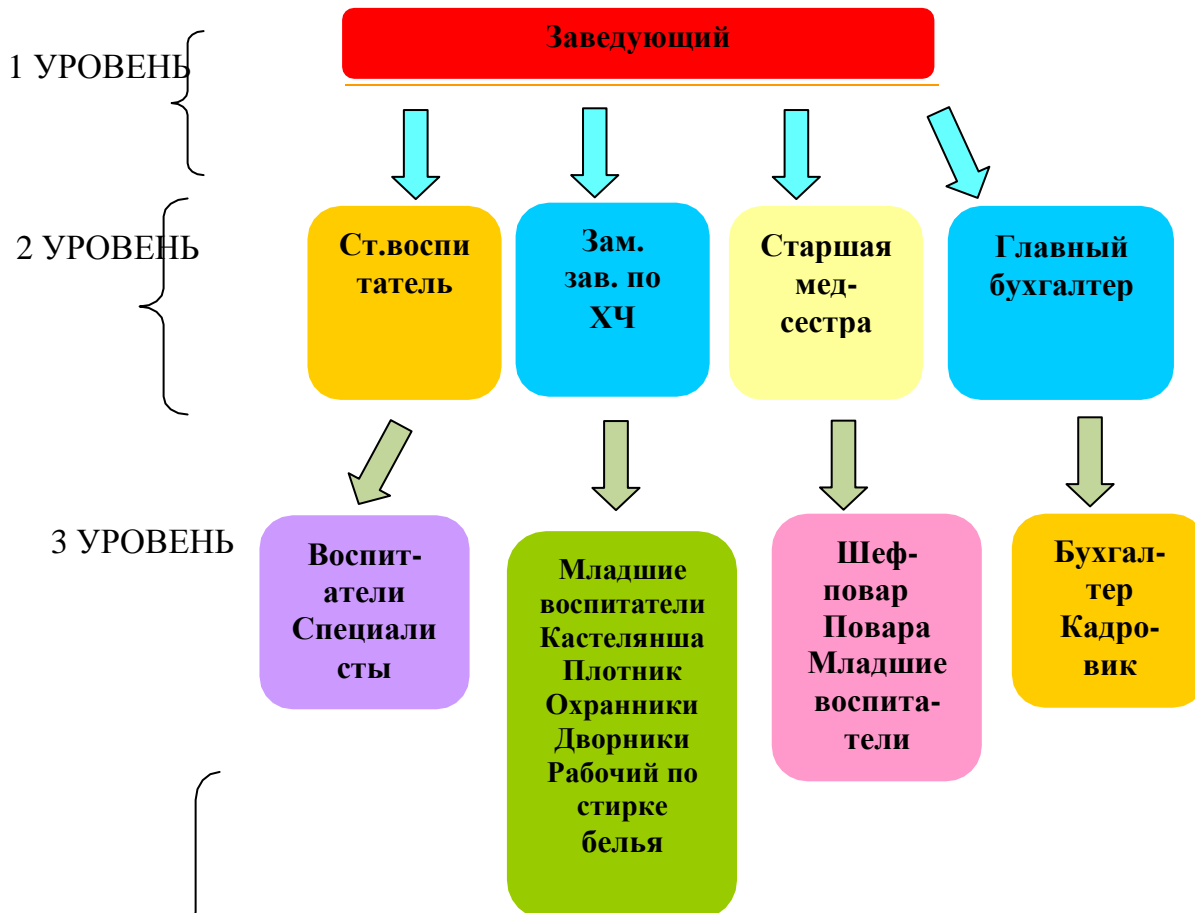 Заведующий
1 УРОВЕНЬ
2 УРОВЕНЬ
Ст.воспи
татель
Зам.
зав. по
ХЧ
Старшая
мед-
сестра
Главный
бухгалтер
3 УРОВЕНЬ
Воспит-
атели
Специали
сты
Младшие
воспитатели
Кастелянша
Плотник
Охранники
Дворники
Рабочий по
стирке
белья
Шеф-
повар
Повара
Младшие
воспита-
тели
Бухгал-
тер
Кадро-
вик